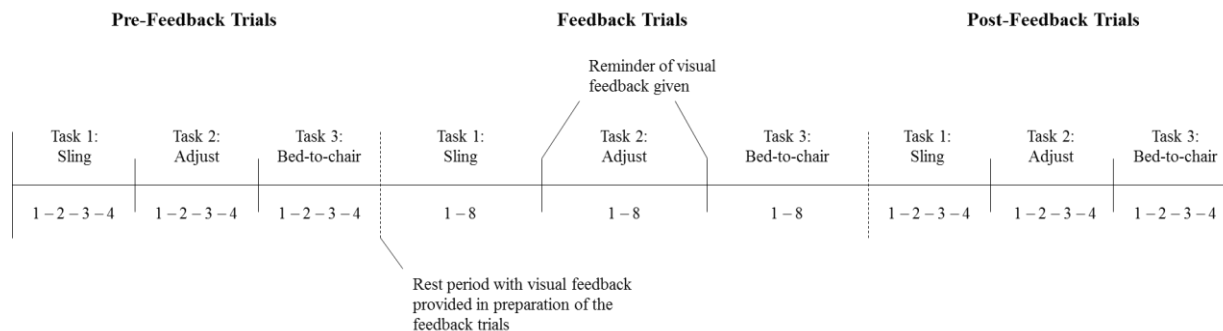 Pre-Feedback Trials
Feedback Trials
Post-Feedback Trials
Reminder of visual
feedback given
Task 1:
Sling
Task 2:
Adjust
Task 3:
Bed-to-chair
Task 1:
Sling
Task 2:
Adjust
Task 3:
Bed-to-chair
Task 1:
Sling
Task 2:
Adjust
Task 3:
Bed-to-chair
1 – 2 – 3 – 4
1 – 2 – 3 – 4
1 – 2 – 3 – 4
1 – 8
1 – 8
1 – 8
1 – 2 – 3 – 4
1 – 2 – 3 – 4
1 – 2 – 3 – 4
Rest period with visual feedback
provided in preparation of the
feedback trials